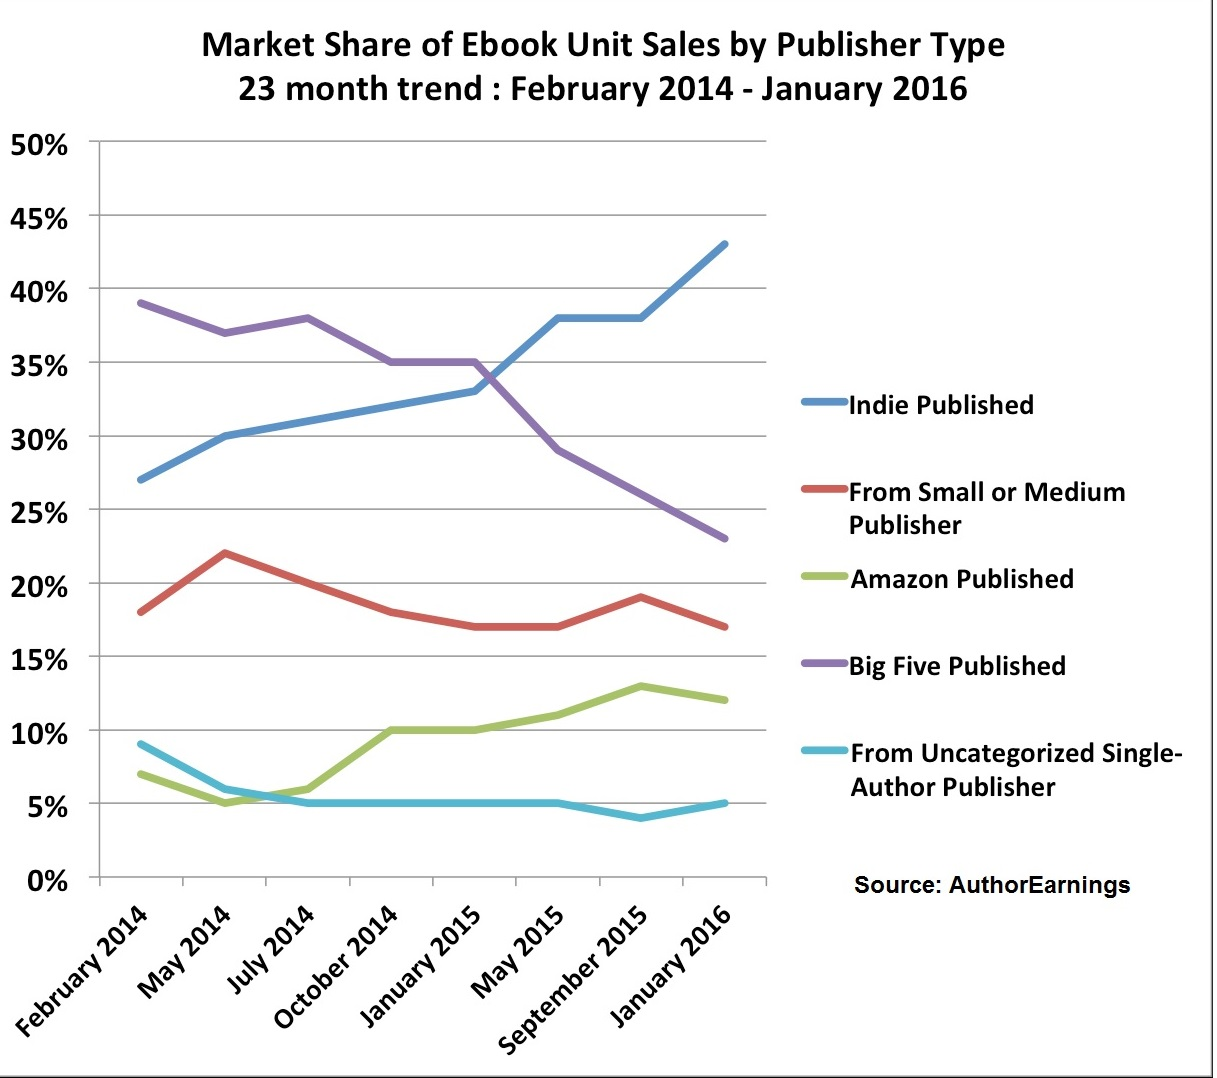 Market Share of Ebook Unit Sales by Publisher Type
23 month trend : February 2014 - January 2016
50%
45%
40%
35%
30%
25%
20%
15%
10%
5%
0%
February 2014
May 2014
July 2014
October 2014
January 2015
May 2015
September 2015
January 2016
Indie Published
From Small or Medium
Publisher
Amazon Published
Big Five Published
From Uncategorized Single-
Author Publisher
Source: AuthorEarnings